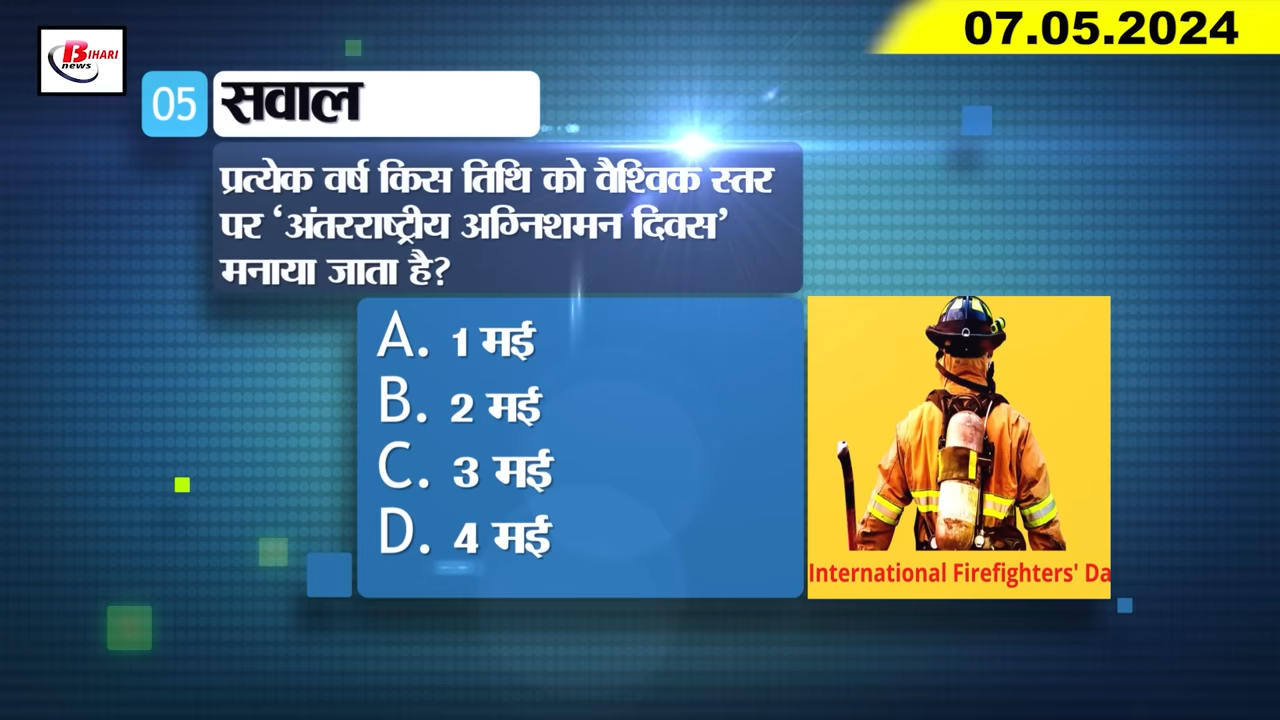 07.05.2024
BIHARI
news
05 सवाल
प्रत्येक वर्ष किस तिथि को वैश्विक स्तर
पर ‘अंतरराष्ट्रीय अग्निशमन दिवस’
मनाया जाता है?
A. 1 मई
B. 2 मई
C. 3 मई
D. 4 मई
International Firefighters' Da